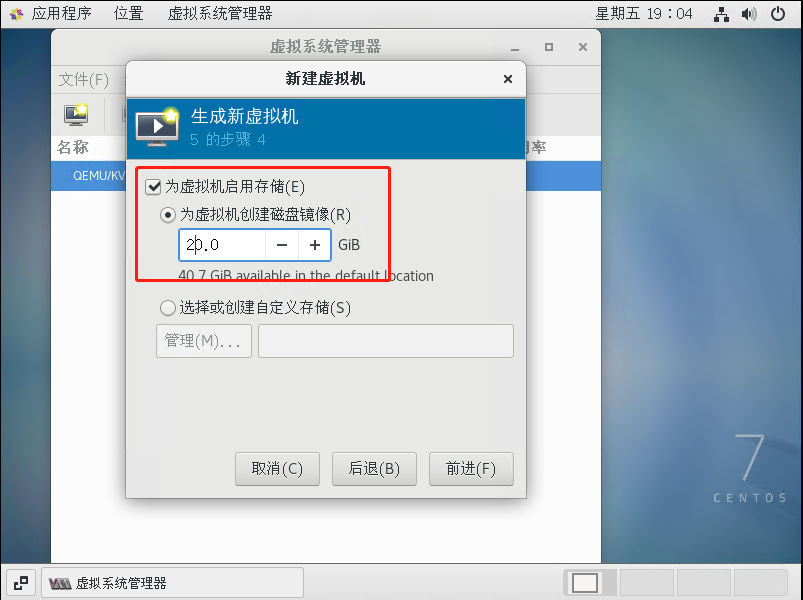 应用程序 位置 虚拟系统管理器 星期五 19：04
虚拟系统管理器
文件(F)
新建虚拟机
生成新虚拟机
5 的步骤 4
名称
率
QEMU/KV
为虚拟机启用存储(E)
为虚拟机创建磁盘镜像(R)
20.0 − + GiB
40.7 GiB available in the default location
选择或创建自定义存储(S)
管理(M)...
取消(C) 后退(B) 前进(F)
7
CENTOS
虚拟系统管理器